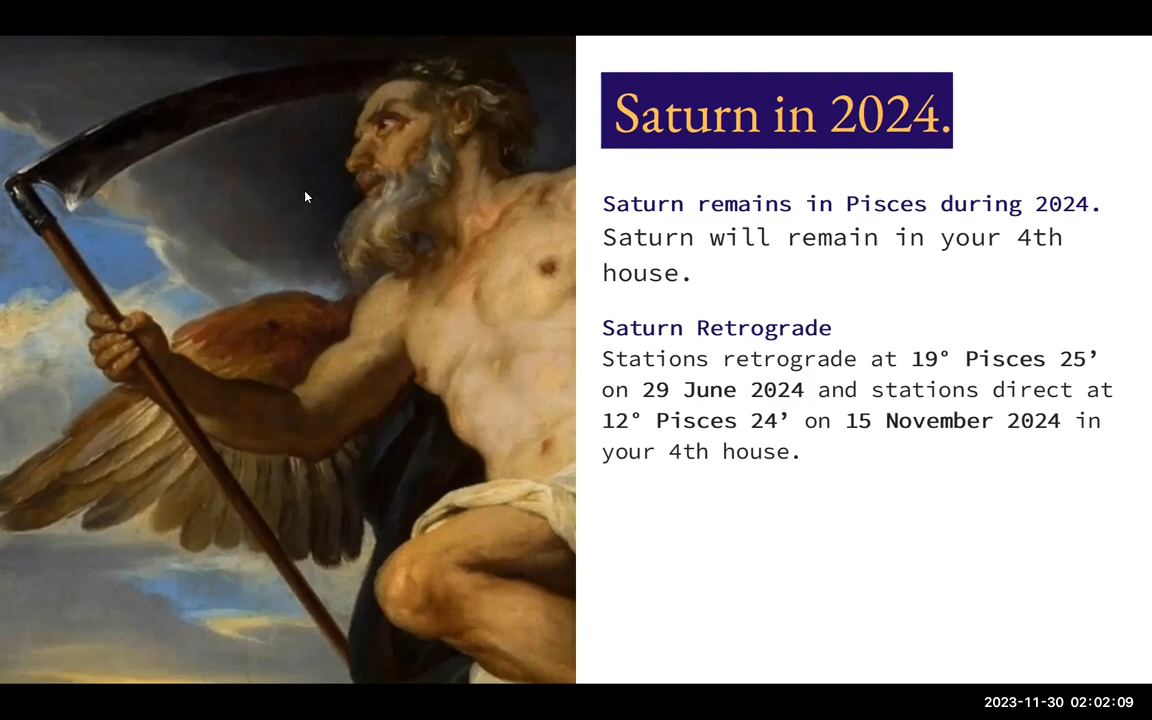 Saturn in 2024.
Saturn remains in Pisces during 2024.
Saturn will remain in your 4th
house.
Saturn Retrograde
Stations retrograde at 19° Pisces 25’
on 29 June 2024 and stations direct at
12° Pisces 24’ on 15 November 2024 in
your 4th house.
2023-11-30 02:02:09